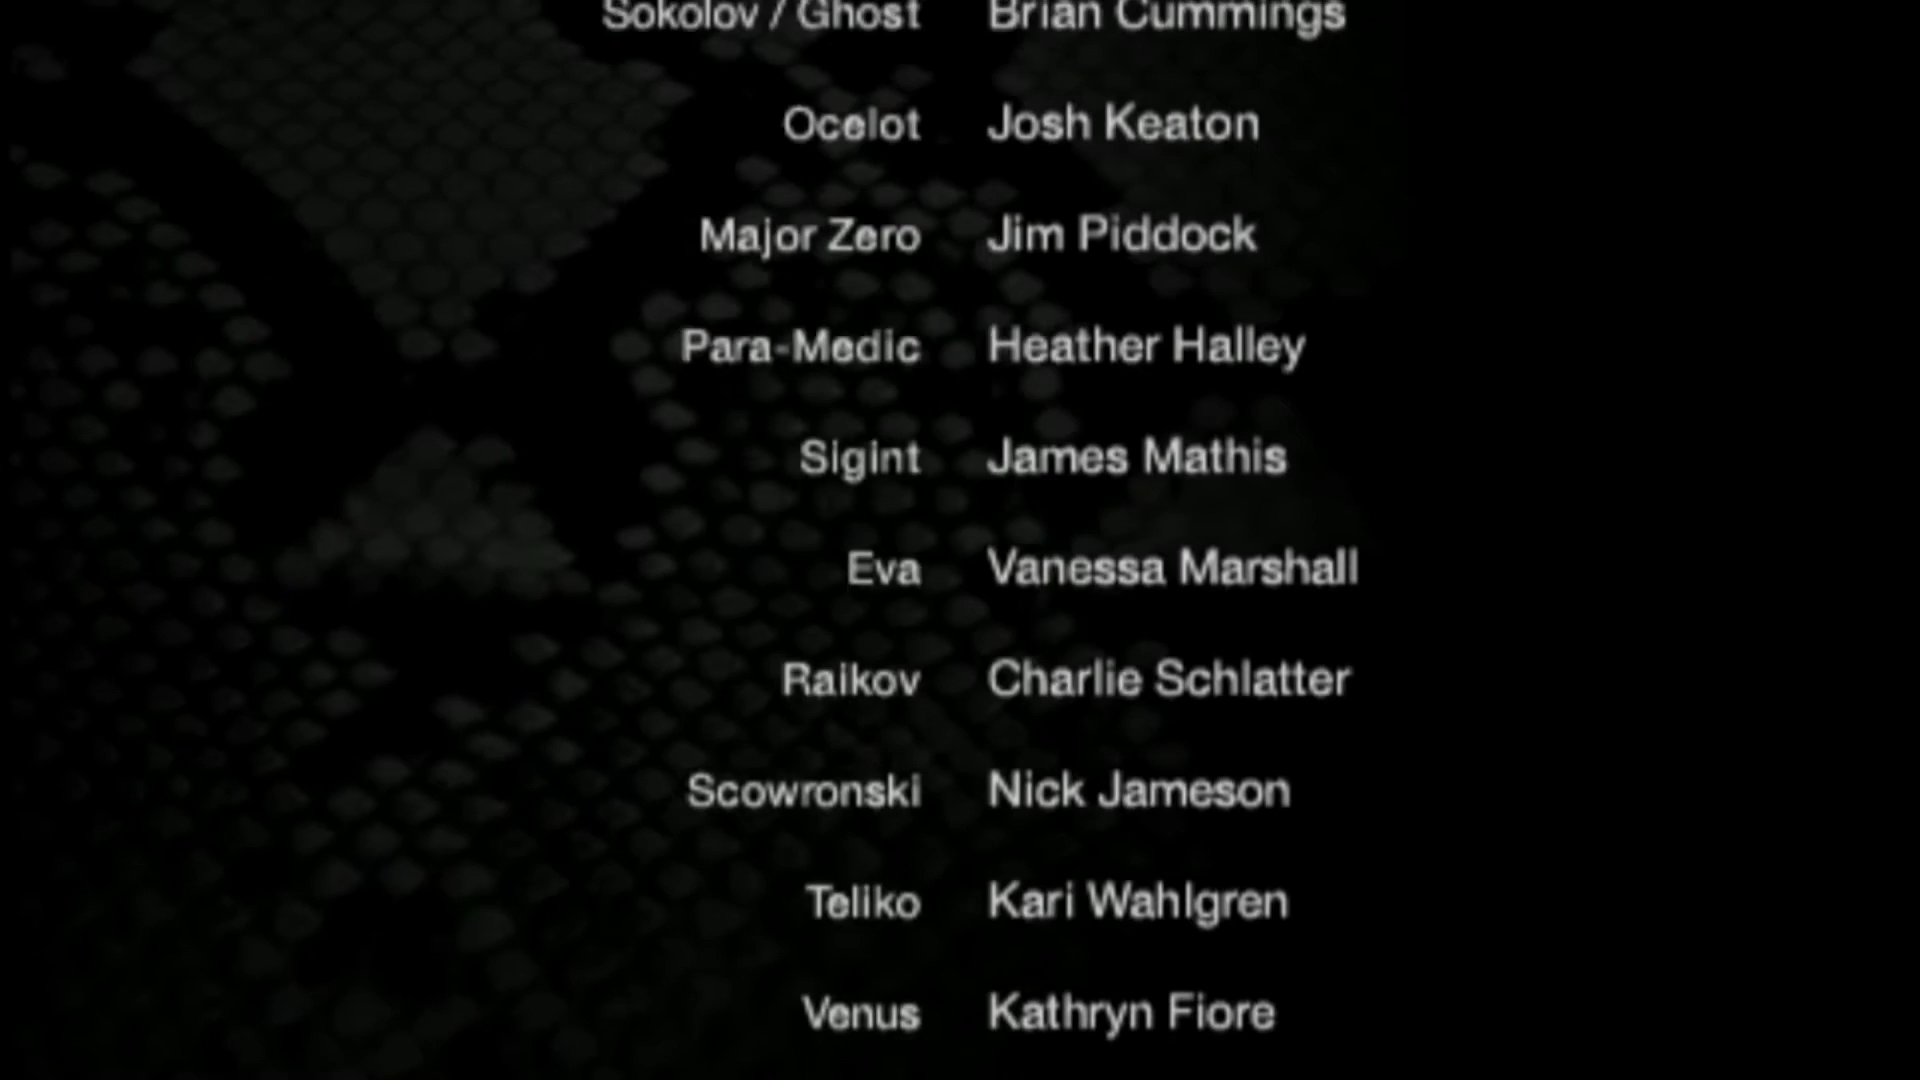 Sokolov / Ghost Brian Cummings
Ocelot Josh Keaton
Major Zero Jim Piddock
Para-Medic Heather Halley
Sigint James Mathis
Eva Vanessa Marshall
Raikov Charlie Schlatter
Scowronski Nick Jameson
Teliko Kari Wahlgren
Venus Kathryn Fiore